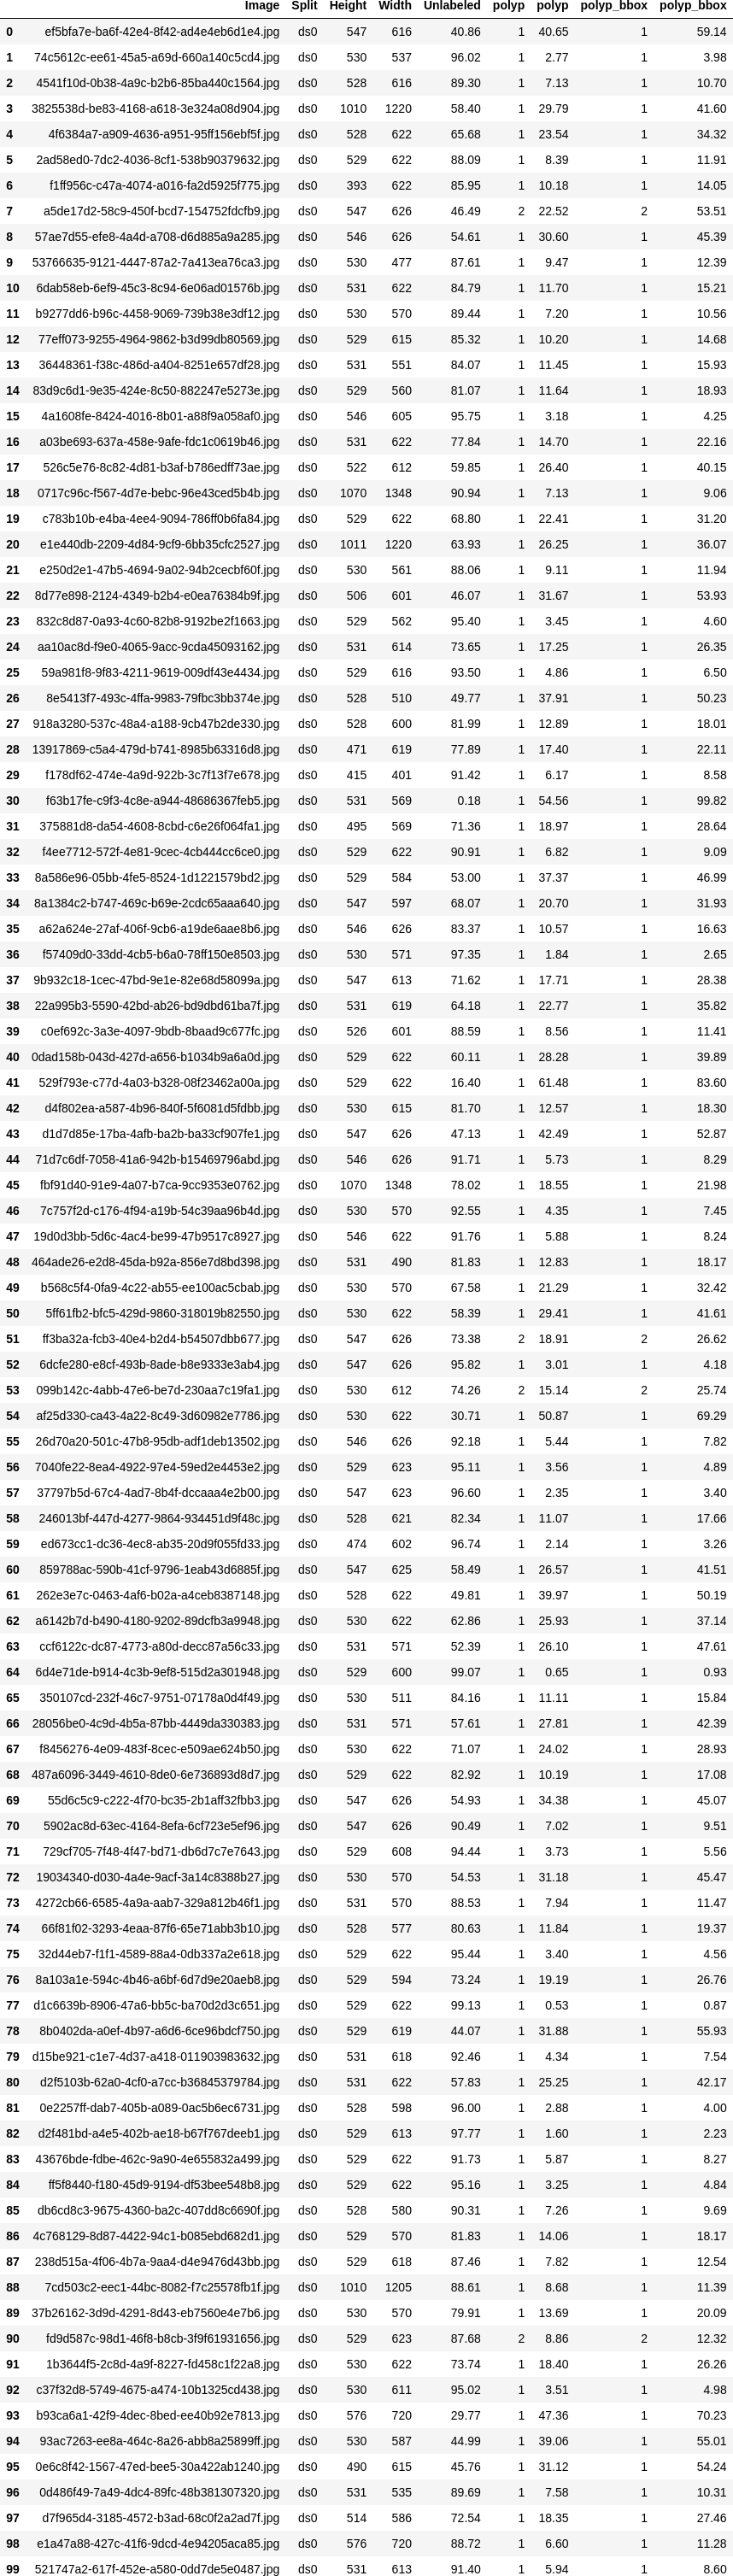 Image Split Height Width Unlabeled polyp polyp polyp_bbox polyp_bbox
0 ef5bfa7e-ba6f-42e4-8f42-ad4e4eb6d1e4.jpg ds0 547 616 40.86 1 40.65 1 59.14
1 74c5612c-ee61-45a5-a69d-660a140c5cd4.jpg ds0 530 537 96.02 1 2.77 1 3.98
2 4541f10d-0b38-4a9c-b2b6-85ba440c1564.jpg ds0 528 616 89.30 1 7.13 1 10.70
3 3825538d-be83-4168-a618-3e324a08d904.jpg ds0 1010 1220 58.40 1 29.79 1 41.60
4 4f6384a7-a909-4636-a951-95ff156ebf5f.jpg ds0 528 622 65.68 1 23.54 1 34.32
5 2ad58ed0-7dc2-4036-8cf1-538b90379632.jpg ds0 529 622 88.09 1 8.39 1 11.91
6 f1ff956c-c47a-4074-a016-fa2d5925f775.jpg ds0 393 622 85.95 1 10.18 1 14.05
7 a5de17d2-58c9-450f-bcd7-154752fdcfb9.jpg ds0 547 626 46.49 2 22.52 2 53.51
8 57ae7d55-efe8-4a4d-a708-d6d885a9a285.jpg ds0 546 626 54.61 1 30.60 1 45.39
9 53766635-9121-4447-87a2-7a413ea76ca3.jpg ds0 530 477 87.61 1 9.47 1 12.39
10 6dab58eb-6ef9-45c3-8c94-6e06ad01576b.jpg ds0 531 622 84.79 1 11.70 1 15.21
11 b9277dd6-b96c-4458-9069-739b38e3df12.jpg ds0 530 570 89.44 1 7.20 1 10.56
12 77eff073-9255-4964-9862-b3d99db80569.jpg ds0 529 615 85.32 1 10.20 1 14.68
13 36448361-f38c-486d-a404-8251e657df28.jpg ds0 531 551 84.07 1 11.45 1 15.93
14 83d9c6d1-9e35-424e-8c50-882247e5273e.jpg ds0 529 560 81.07 1 11.64 1 18.93
15 4a1608fe-8424-4016-8b01-a88f9a058af0.jpg ds0 546 605 95.75 1 3.18 1 4.25
16 a03be693-637a-458e-9afe-fdc1c0619b46.jpg ds0 531 622 77.84 1 14.70 1 22.16
17 526c5e76-8c82-4d81-b3af-b786edff73ae.jpg ds0 522 612 59.85 1 26.40 1 40.15
18 0717c96c-f567-4d7e-bebc-96e43ced5b4b.jpg ds0 1070 1348 90.94 1 7.13 1 9.06
19 c783b10b-e4ba-4ee4-9094-786ff0b6fa84.jpg ds0 529 622 68.80 1 22.41 1 31.20
20 e1e440db-2209-4d84-9cf9-6bb35cfc2527.jpg ds0 1011 1220 63.93 1 26.25 1 36.07
21 e250d2e1-47b5-4694-9a02-94b2cecbf60f.jpg ds0 530 561 88.06 1 9.11 1 11.94
22 8d77e898-2124-4349-b2b4-e0ea76384b9f.jpg ds0 506 601 46.07 1 31.67 1 53.93
23 832c8d87-0a93-4c60-82b8-9192be2f1663.jpg ds0 529 562 95.40 1 3.45 1 4.60
24 aa10ac8d-f9e0-4065-9acc-9cda45093162.jpg ds0 531 614 73.65 1 17.25 1 26.35
25 59a981f8-9f83-4211-9619-009df43e4434.jpg ds0 529 616 93.50 1 4.86 1 6.50
26 8e5413f7-493c-4ffa-9983-79fbc3bb374e.jpg ds0 528 510 49.77 1 37.91 1 50.23
27 918a3280-537c-48a4-a188-9cb47b2de330.jpg ds0 528 600 81.99 1 12.89 1 18.01
28 13917869-c5a4-479d-b741-8985b63316d8.jpg ds0 471 619 77.89 1 17.40 1 22.11
29 f178df62-474e-4a9d-922b-3c7f13f7e678.jpg ds0 415 401 91.42 1 6.17 1 8.58
30 f63b17fe-c9f3-4c8e-a944-48686367feb5.jpg ds0 531 569 0.18 1 54.56 1 99.82
31 375881d8-da54-4608-8cbd-c6e26f064fa1.jpg ds0 495 569 71.36 1 18.97 1 28.64
32 f4ee7712-572f-4e81-9cec-4cb444cc6ce0.jpg ds0 529 622 90.91 1 6.82 1 9.09
33 8a586e96-05bb-4fe5-8524-1d1221579bd2.jpg ds0 529 584 53.00 1 37.37 1 46.99
34 8a1384c2-b747-469c-b69e-2cdc65aaa640.jpg ds0 547 597 68.07 1 20.70 1 31.93
35 a62a624e-27af-406f-9cb6-a19de6aae8b6.jpg ds0 546 626 83.37 1 10.57 1 16.63
36 f57409d0-33dd-4cb5-b6a0-78ff150e8503.jpg ds0 530 571 97.35 1 1.84 1 2.65
37 9b932c18-1cec-47bd-9e1e-82e68d58099a.jpg ds0 547 613 71.62 1 17.71 1 28.38
38 22a995b3-5590-42bd-ab26-bd9dbd61ba7f.jpg ds0 531 619 64.18 1 22.77 1 35.82
39 c0ef692c-3a3e-4097-9bdb-8baad9c677fc.jpg ds0 526 601 88.59 1 8.56 1 11.41
40 0dad158b-043d-427d-a656-b1034b9a6a0d.jpg ds0 529 622 60.11 1 28.28 1 39.89
41 529f793e-c77d-4a03-b328-08f23462a00a.jpg ds0 529 622 16.40 1 61.48 1 83.60
42 d4f802ea-a587-4b96-840f-5f6081d5fdbb.jpg ds0 530 615 81.70 1 12.57 1 18.30
43 d1d7d85e-17ba-4afb-ba2b-ba33cf907fe1.jpg ds0 547 626 47.13 1 42.49 1 52.87
44 71d7c6df-7058-41a6-942b-b15469796abd.jpg ds0 546 626 91.71 1 5.73 1 8.29
45 fbf91d40-91e9-4a07-b7ca-9cc9353e0762.jpg ds0 1070 1348 78.02 1 18.55 1 21.98
46 7c757f2d-c176-4f94-a19b-54c39aa96b4d.jpg ds0 530 570 92.55 1 4.35 1 7.45
47 19d0d3bb-5d6c-4ac4-be99-47b9517c8927.jpg ds0 546 622 91.76 1 5.88 1 8.24
48 464ade26-e2d8-45da-b92a-856e7d8bd398.jpg ds0 531 490 81.83 1 12.83 1 18.17
49 b568c5f4-0fa9-4c22-ab55-ee100ac5cbab.jpg ds0 530 570 67.58 1 21.29 1 32.42
50 5ff61fb2-bfc5-429d-9860-318019b82550.jpg ds0 530 622 58.39 1 29.41 1 41.61
51 ff3ba32a-fcb3-40e4-b2d4-b54507dbb677.jpg ds0 547 626 73.38 2 18.91 2 26.62
52 6dcfe280-e8cf-493b-8ade-b8e9333e3ab4.jpg ds0 547 626 95.82 1 3.01 1 4.18
53 099b142c-4abb-47e6-be7d-230aa7c19fa1.jpg ds0 530 612 74.26 2 15.14 2 25.74
54 af25d330-ca43-4a22-8c49-3d60982e7786.jpg ds0 530 622 30.71 1 50.87 1 69.29
55 26d70a20-501c-47b8-95db-adf1deb13502.jpg ds0 546 626 92.18 1 5.44 1 7.82
56 7040fe22-8ea4-4922-97e4-59ed2e4453e2.jpg ds0 529 623 95.11 1 3.56 1 4.89
57 37797b5d-67c4-4ad7-8b4f-dccaaa4e2b00.jpg ds0 547 623 96.60 1 2.35 1 3.40
58 246013bf-447d-4277-9864-934451d9f48c.jpg ds0 528 621 82.34 1 11.07 1 17.66
59 ed673cc1-dc36-4ec8-ab35-20d9f055fd33.jpg ds0 474 602 96.74 1 2.14 1 3.26
60 859788ac-590b-41cf-9796-1eab43d6885f.jpg ds0 547 625 58.49 1 26.57 1 41.51
61 262e3e7c-0463-4af6-b02a-a4ceb8387148.jpg ds0 528 622 49.81 1 39.97 1 50.19
62 a6142b7d-b490-4180-9202-89dcfb3a9948.jpg ds0 530 622 62.86 1 25.93 1 37.14
63 ccf6122c-dc87-4773-a80d-decc87a56c33.jpg ds0 531 571 52.39 1 26.10 1 47.61
64 6d4e71de-b914-4c3b-9ef8-515d2a301948.jpg ds0 529 600 99.07 1 0.65 1 0.93
65 350107cd-232f-46c7-9751-07178a0d4f49.jpg ds0 530 511 84.16 1 11.11 1 15.84
66 28056be0-4c9d-4b5a-87bb-4449da330383.jpg ds0 531 571 57.61 1 27.81 1 42.39
67 f8456276-4e09-483f-8cec-e509ae624b50.jpg ds0 530 622 71.07 1 24.02 1 28.93
68 487a6096-3449-4610-8de0-6e736893d8d7.jpg ds0 529 622 82.92 1 10.19 1 17.08
69 55d6c5c9-c222-4f70-bc35-2b1aff32fbb3.jpg ds0 547 626 54.93 1 34.38 1 45.07
70 5902ac8d-63ec-4164-8efa-6cf723e5ef96.jpg ds0 547 626 90.49 1 7.02 1 9.51
71 729cf705-7f48-4f47-bd71-db6d7c7e7643.jpg ds0 529 608 94.44 1 3.73 1 5.56
72 19034340-d030-4a4e-9acf-3a14c8388b27.jpg ds0 530 570 54.53 1 31.18 1 45.47
73 4272cb66-6585-4a9a-aab7-329a812b46f1.jpg ds0 531 570 88.53 1 7.94 1 11.47
74 66f81f02-3293-4eaa-87f6-65e71abb3b10.jpg ds0 528 577 80.63 1 11.84 1 19.37
75 32d44eb7-f1f1-4589-88a4-0db337a2e618.jpg ds0 529 622 95.44 1 3.40 1 4.56
76 8a103a1e-594c-4b46-a6bf-6d7d9e20aeb8.jpg ds0 529 594 73.24 1 19.19 1 26.76
77 d1c6639b-8906-47a6-bb5c-ba70d2d3c651.jpg ds0 529 622 99.13 1 0.53 1 0.87
78 8b0402da-a0ef-4b97-a6d6-6ce96bdcf750.jpg ds0 529 619 44.07 1 31.88 1 55.93
79 d15be921-c1e7-4d37-a418-011903983632.jpg ds0 531 618 92.46 1 4.34 1 7.54
80 d2f5103b-62a0-4cf0-a7cc-b36845379784.jpg ds0 531 622 57.83 1 25.25 1 42.17
81 0e2257ff-dab7-405b-a089-0ac5b6ec6731.jpg ds0 528 598 96.00 1 2.88 1 4.00
82 d2f481bd-a4e5-402b-ae18-b67f767deeb1.jpg ds0 529 613 97.77 1 1.60 1 2.23
83 43676bde-fdbe-462c-9a90-4e655832a499.jpg ds0 529 622 91.73 1 5.87 1 8.27
84 ff5f8440-f180-45d9-9194-df53bee548b8.jpg ds0 529 622 95.16 1 3.25 1 4.84
85 db6cd8c3-9675-4360-ba2c-407dd8c6690f.jpg ds0 528 580 90.31 1 7.26 1 9.69
86 4c768129-8d87-4422-94c1-b085ebd682d1.jpg ds0 529 570 81.83 1 14.06 1 18.17
87 238d515a-4f06-4b7a-9aa4-d4e9476d43bb.jpg ds0 529 618 87.46 1 7.82 1 12.54
88 7cd503c2-eec1-44bc-8082-f7c25578fb1f.jpg ds0 1010 1205 88.61 1 8.68 1 11.39
89 37b26162-3d9d-4291-8d43-eb7560e4e7b6.jpg ds0 530 570 79.91 1 13.69 1 20.09
90 fd9d587c-98d1-46f8-b8cb-3f9f61931656.jpg ds0 529 623 87.68 2 8.86 2 12.32
91 1b3644f5-2c8d-4a9f-8227-fd458c1f22a8.jpg ds0 530 622 73.74 1 18.40 1 26.26
92 c37f32d8-5749-4675-a474-10b1325cd438.jpg ds0 530 611 95.02 1 3.51 1 4.98
93 b93ca6a1-42f9-4dec-8bed-ee40b92e7813.jpg ds0 576 720 29.77 1 47.36 1 70.23
94 93ac7263-ee8a-464c-8a26-abb8a25899ff.jpg ds0 530 587 44.99 1 39.06 1 55.01
95 0e6c8f42-1567-47ed-bee5-30a422ab1240.jpg ds0 490 615 45.76 1 31.12 1 54.24
96 0d486f49-7a49-4dc4-89fc-48b381307320.jpg ds0 531 535 89.69 1 7.58 1 10.31
97 d7f965d4-3185-4572-b3ad-68c0f2a2ad7f.jpg ds0 514 586 72.54 1 18.35 1 27.46
98 e1a47a88-427c-41f6-9dcd-4e94205aca85.jpg ds0 576 720 88.72 1 6.60 1 11.28
99 521747a2-617f-452e-a580-0dd7de5e0487.jpg ds0 531 613 91.40 1 5.94 1 8.60